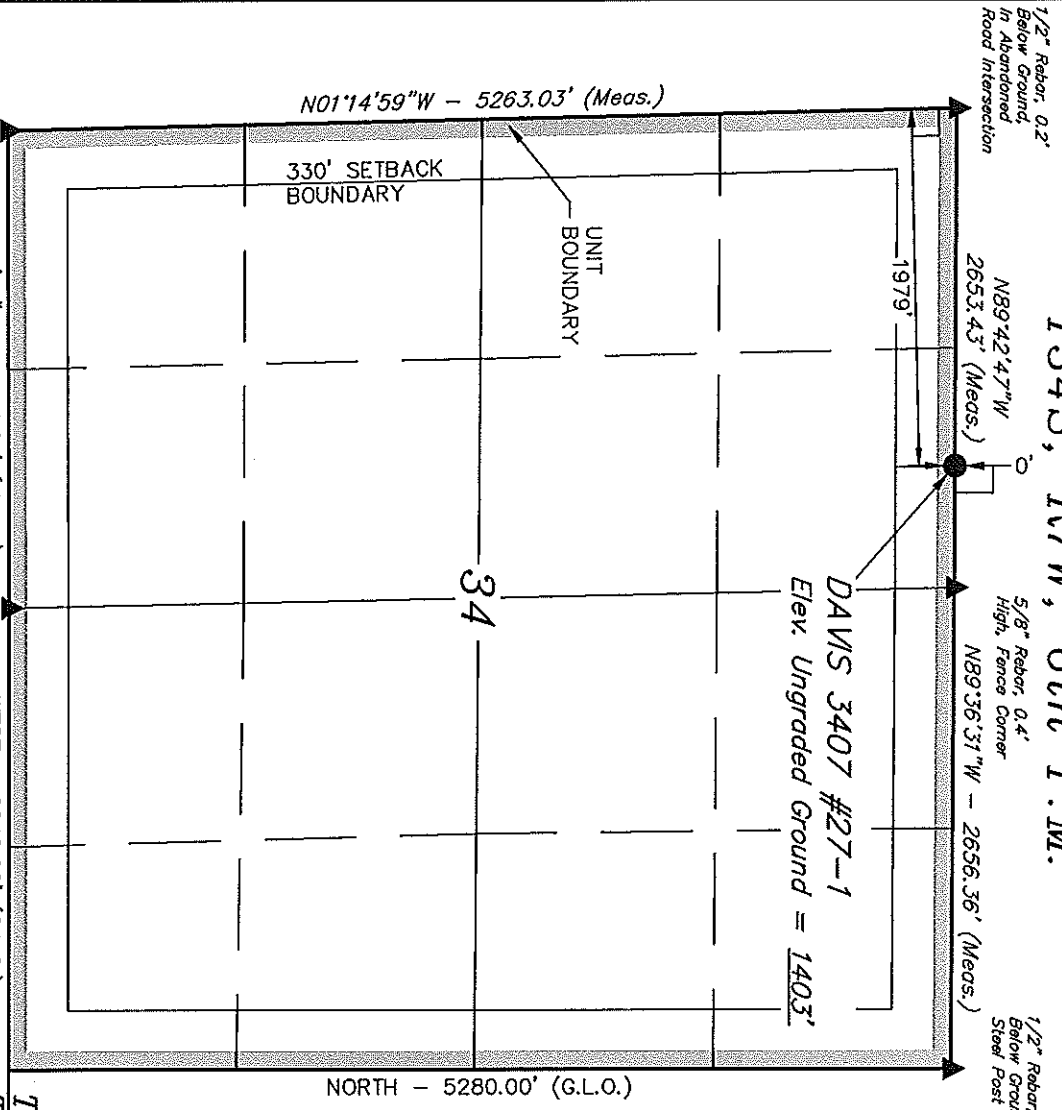 1/2" Rebar, 0.2'
Below Ground,
In Abandoned
Road Intersection
N89°42'47"W
2653.43' (Meas.)
0'
5/8" Rebar, 0.4'
High, Fence Corner
N89°36'31"W - 2656.36' (Meas.)
1/2" Rebar,
Steel Post
N01°14'59"W - 5263.03' (Meas.)
330' SETBACK
BOUNDARY
UNIT
BOUNDARY
1979'
34
DAVIS 3407 #27-1
Elev. Ungraded Ground = 1403'
NORTH - 5280.00' (G.L.O.)